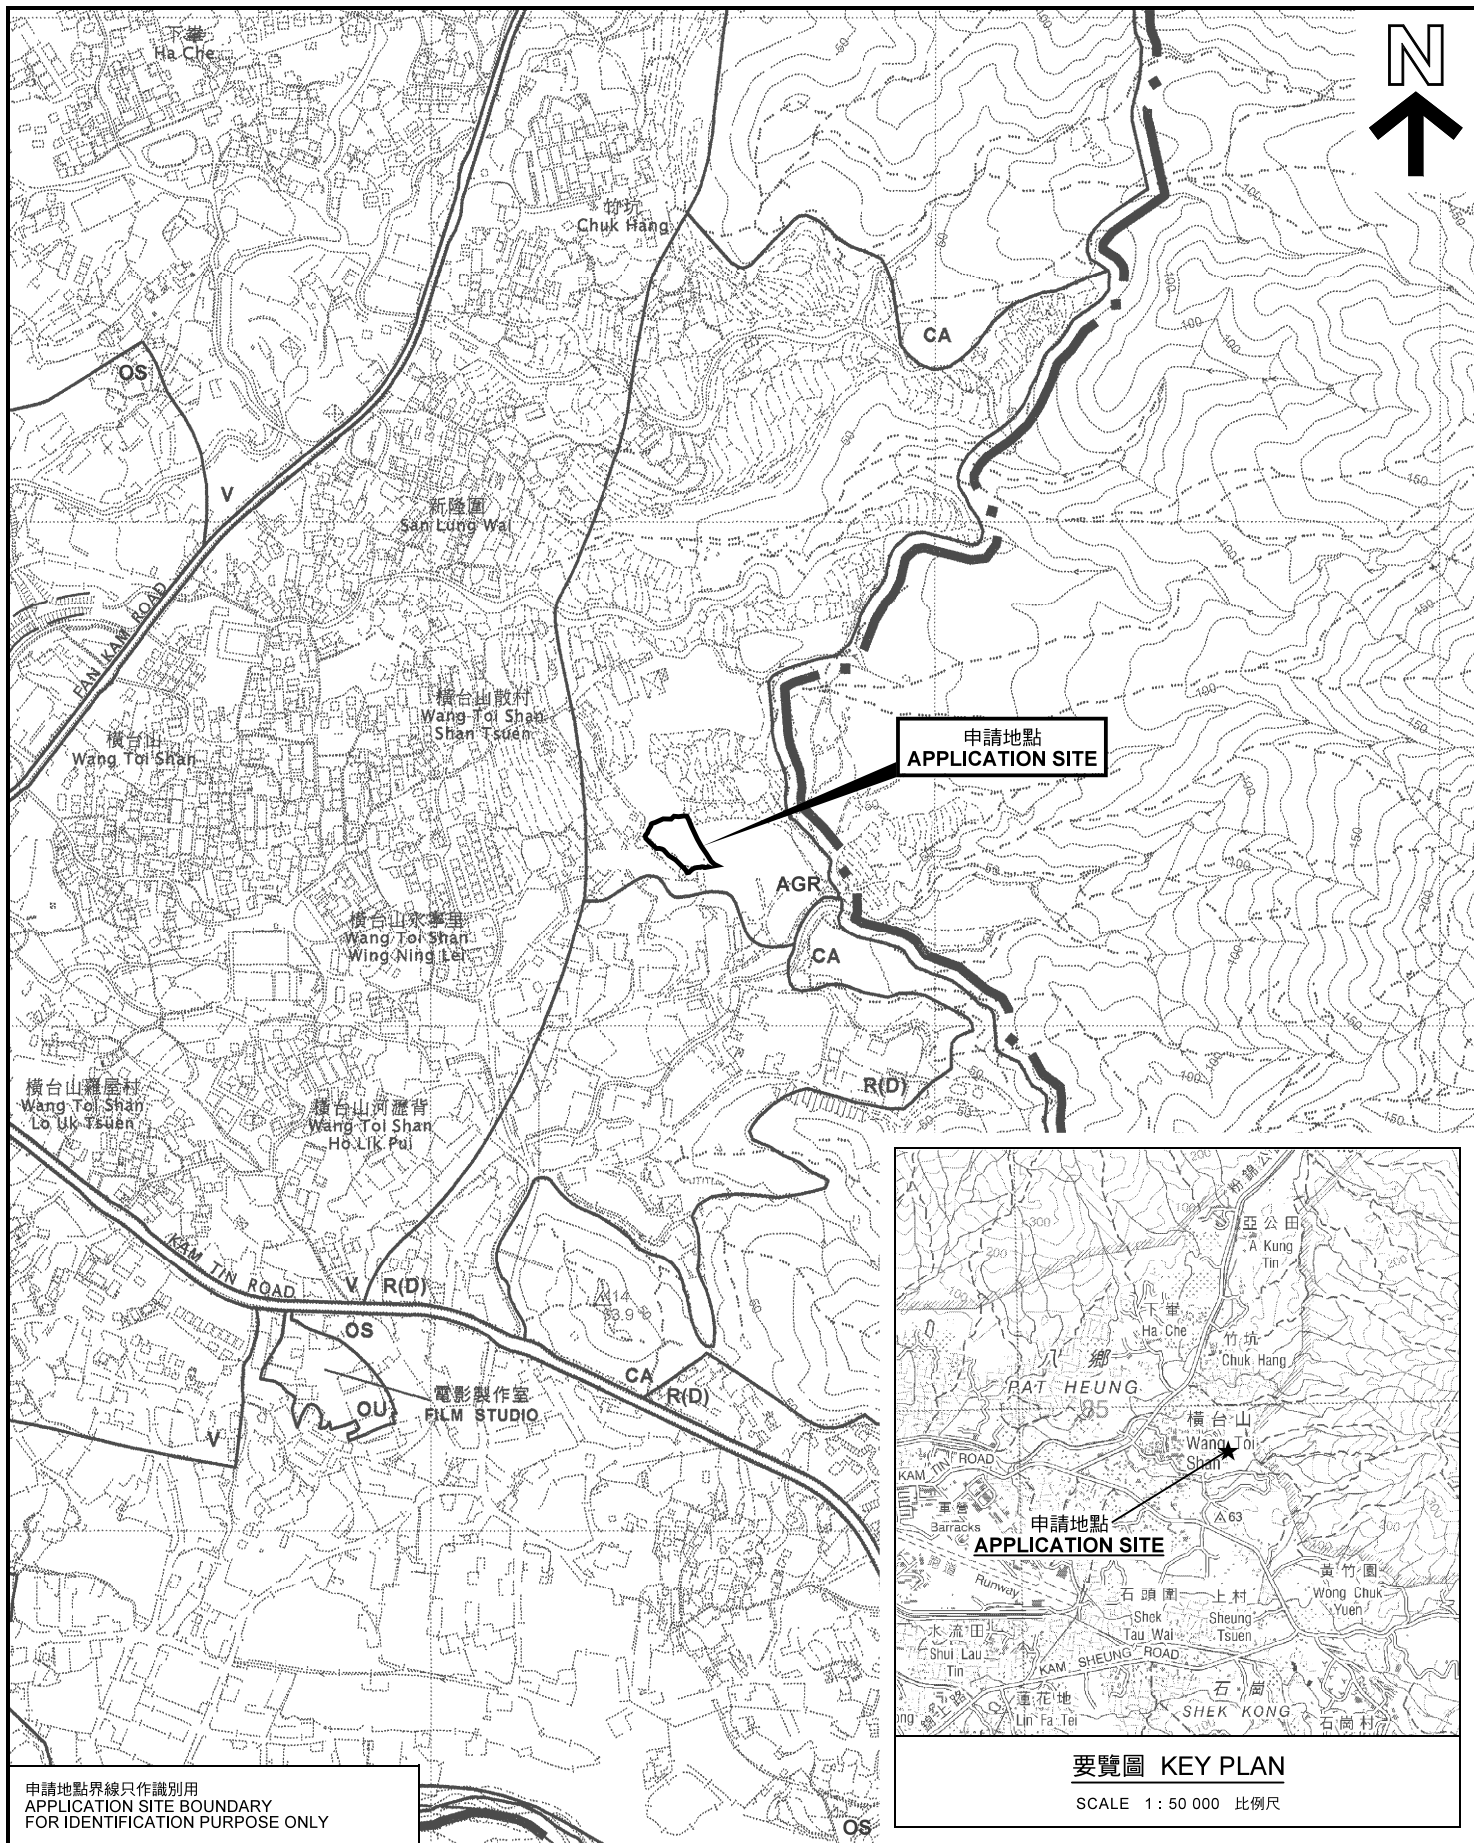 下輋
Ha Che
N
竹坑
Chuk Hang
CA
OS
V
新隆圍
San Lung Wai
FAN KAM ROAD
橫台山散村
Wang Toi Shan
Shan Tsuen
橫台山
Wang Toi Shan
申請地點
APPLICATION SITE
AGR
橫台山永寧里
Wang Toi Shan
Wing Ning Lei
CA
R(D)
橫台山羅屋村
Wang Toi Shan
Lo Uk Tsuen
橫台山河瀝背
Wang Toi Shan
Ho Lik Pui
KAM TIN ROAD
V
R(D)
OS
CA
R(D)
電影製作室
FILM STUDIO
OU
V
OS
申請地點界線只作識別用
APPLICATION SITE BOUNDARY
FOR IDENTIFICATION PURPOSE ONLY
粉錦公
亞公田
A Kung
Tin
下輋
Ha Che
竹坑
Chuk Hang
八鄉
PAT HEUNG
85
橫台山
Wang Toi
Shan
KAM TIN ROAD
軍營
Barracks
63
申請地點
APPLICATION SITE
Runway
石頭圍
Shek
Tau Wai
上村
Sheung
Tsuen
黃竹園
Wong Chuk
Yuen
水流田
Shui Lau
Tin
KAM SHEUNG ROAD
蓮花地
Lin Fa Tei
石崗
SHEK KONG
石崗村
要覽圖 KEY PLAN
SCALE 1 : 50 000 比例尺